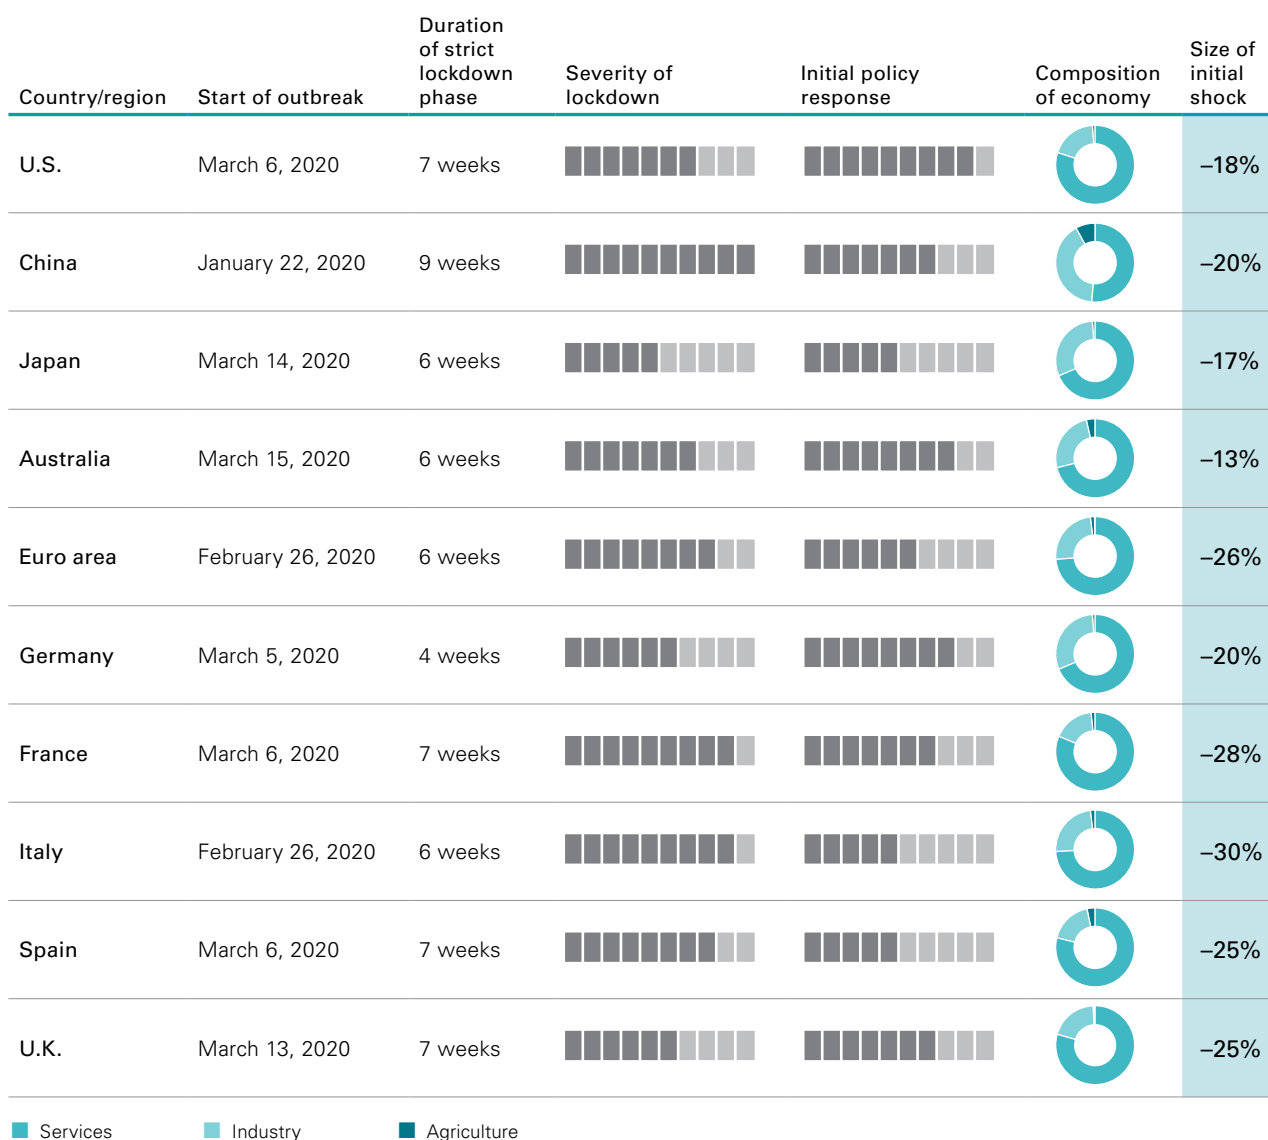 Country/region Start of outbreak Duration of strict lockdown phase Severity of lockdown Initial policy response Composition of economy Size of initial shock
U.S. March 6, 2020 7 weeks –18%
China January 22, 2020 9 weeks –20%
Japan March 14, 2020 6 weeks –17%
Australia March 15, 2020 6 weeks –13%
Euro area February 26, 2020 6 weeks –26%
Germany March 5, 2020 4 weeks –20%
France March 6, 2020 7 weeks –28%
Italy February 26, 2020 6 weeks –30%
Spain March 6, 2020 7 weeks –25%
U.K. March 13, 2020 7 weeks –25%
Services Industry Agriculture